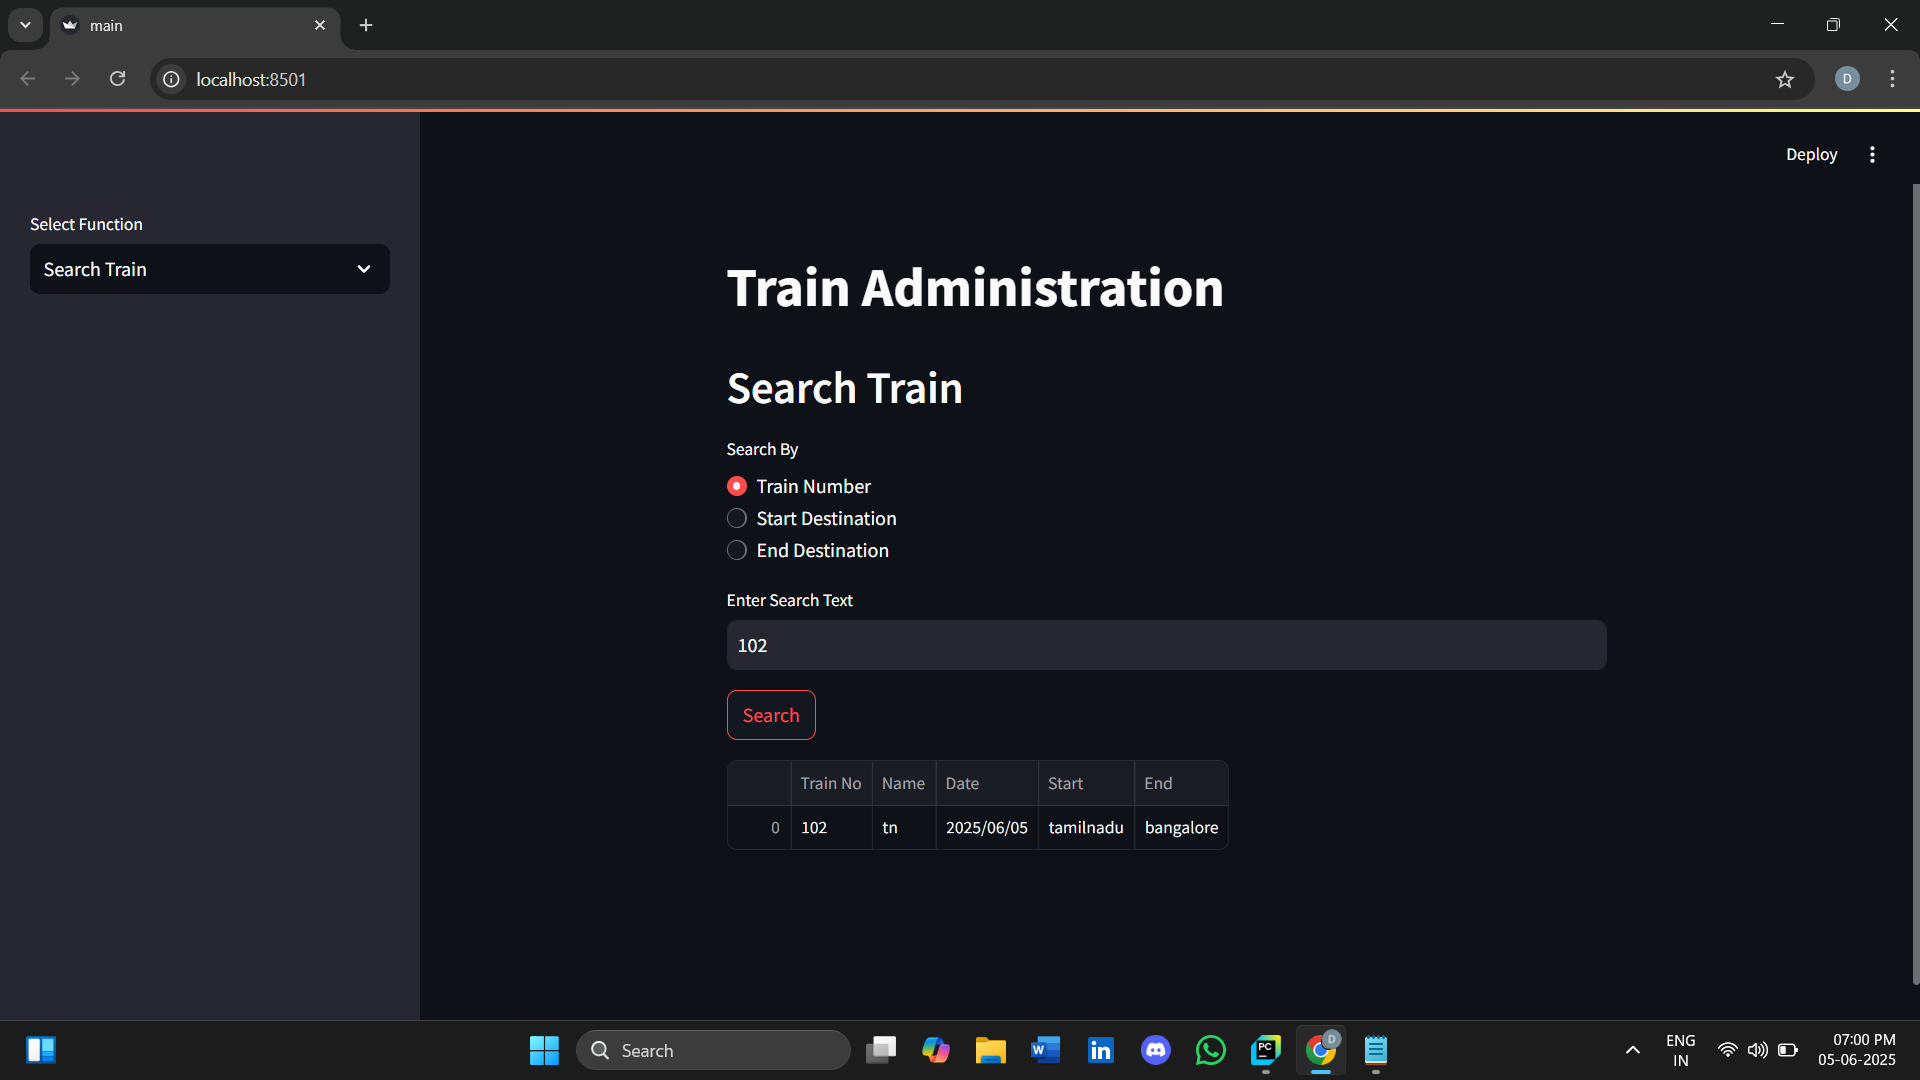 main
localhost:8501
D
Deploy
Select Function
Search Train
Train Administration
Search Train
Search By
Train Number
Start Destination
End Destination
Enter Search Text
102
Search
Train No Name Date Start End
0 102 tn 2025/06/05 tamilnadu bangalore
Search
W
in
PC
D
ENG
IN
07:00 PM
05-06-2025